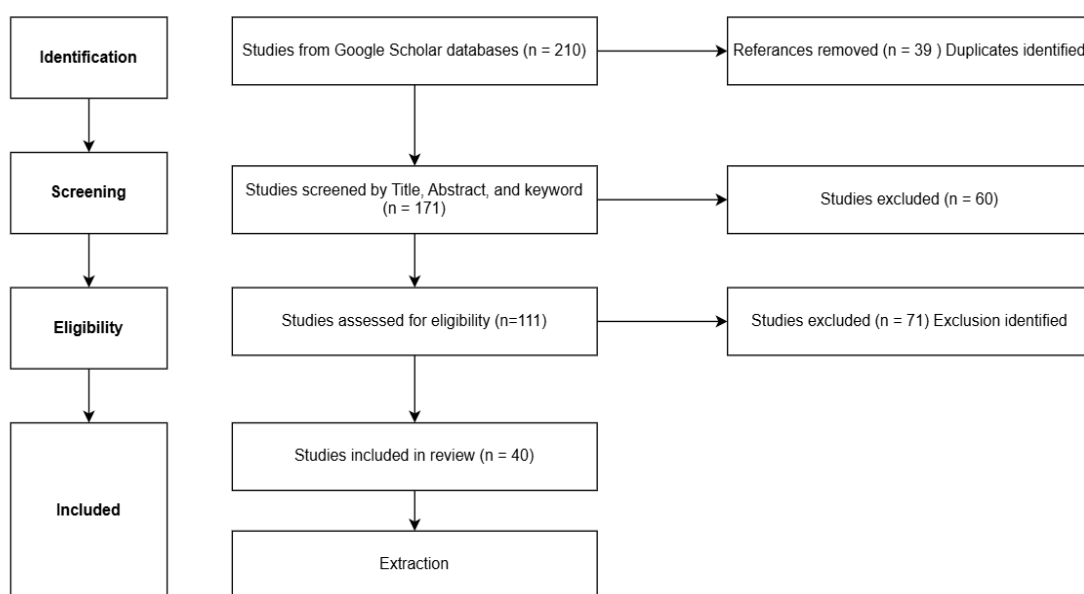 Identification
Studies from Google Scholar databases (n = 210)
Referances removed (n = 39 ) Duplicates identified
Screening
Studies screened by Title, Abstract, and keyword
(n = 171)
Studies excluded (n = 60)
Eligibility
Studies assessed for eligibility (n=111)
Studies excluded (n = 71) Exclusion identified
Included
Studies included in review (n = 40)
Extraction